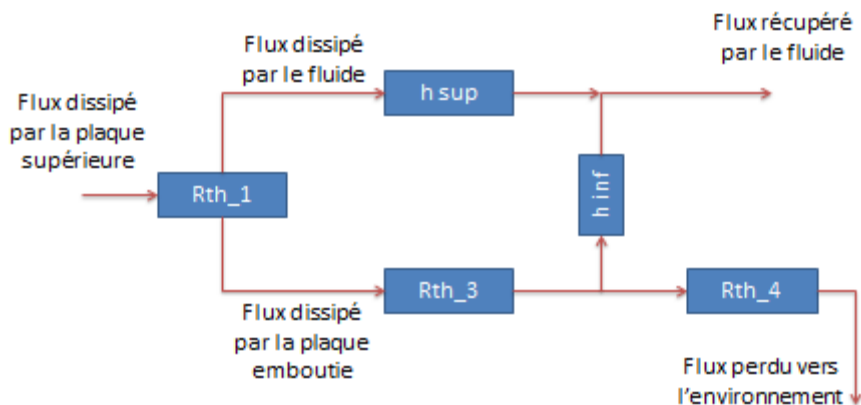 Flux dissipé
par le fluide
Flux récupéré
par le fluide
Flux dissipé
par la plaque
supérieure
h sup
Rth_1
h inf
Rth_3
Rth_4
Flux dissipé
par la plaque
emboutie
Flux perdu vers
l'environnement